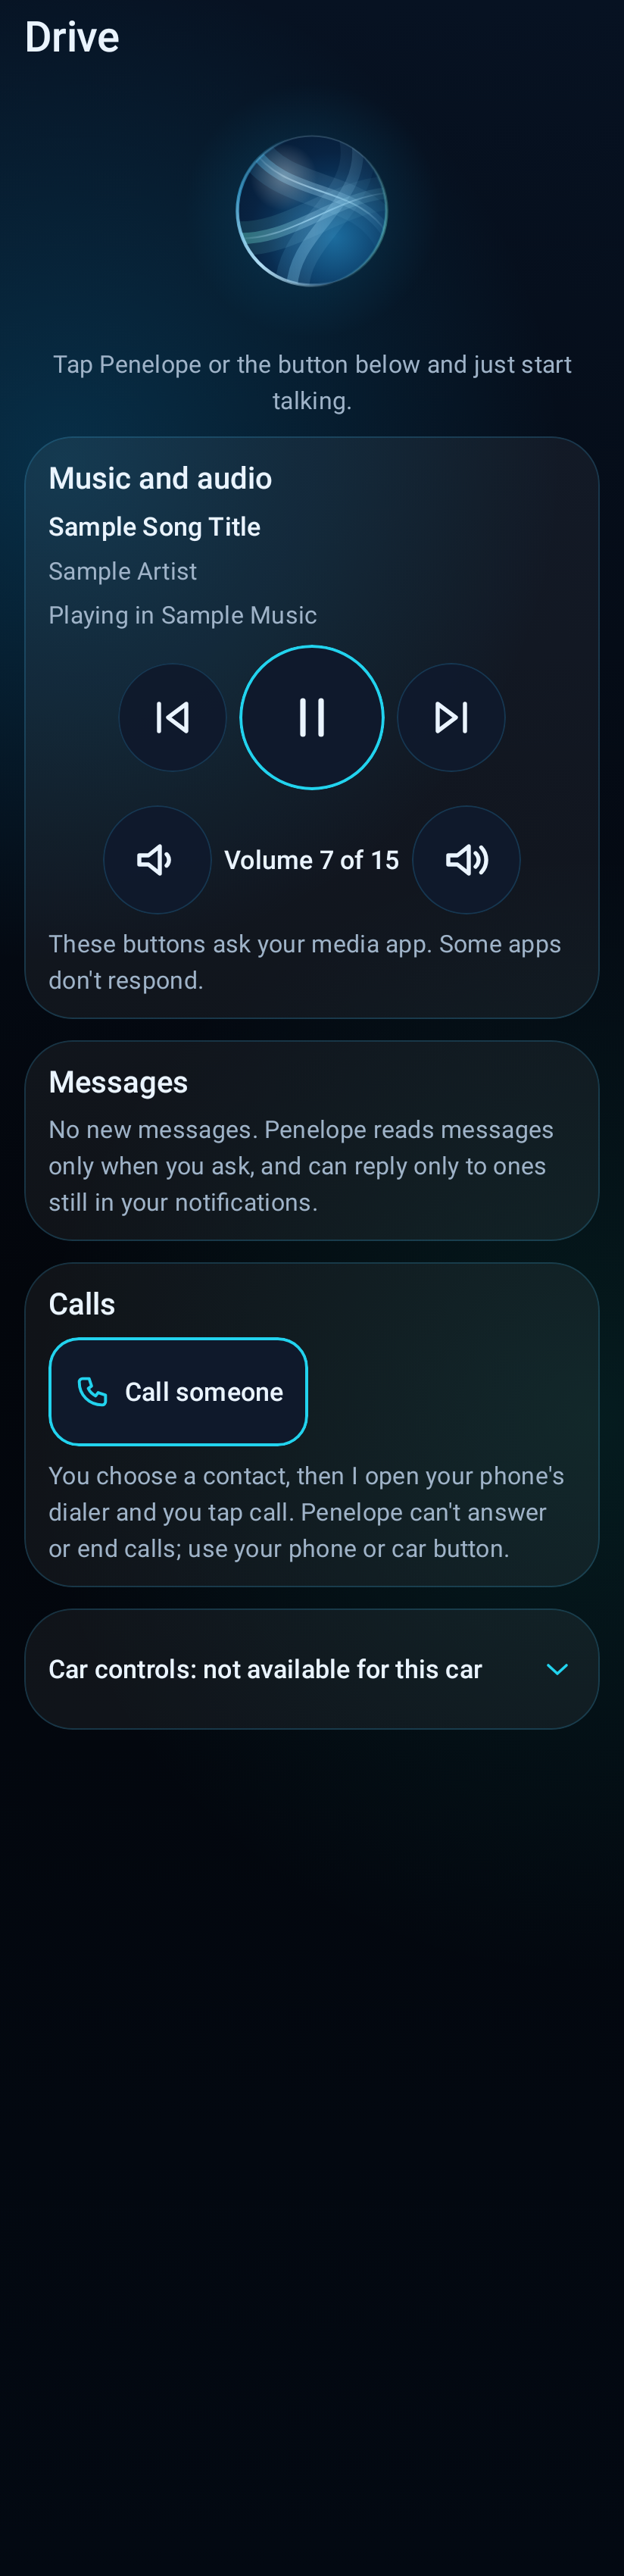 Drive
Tap Penelope or the button below and just start
talking.
Music and audio
Sample Song Title
Sample Artist
Playing in Sample Music
Volume 7 of 15
These buttons ask your media app. Some apps
don't respond.
Messages
No new messages. Penelope reads messages
only when you ask, and can reply only to ones
still in your notifications.
Calls
Call someone
You choose a contact, then I open your phone's
dialer and you tap call. Penelope can't answer
or end calls; use your phone or car button.
Car controls: not available for this car